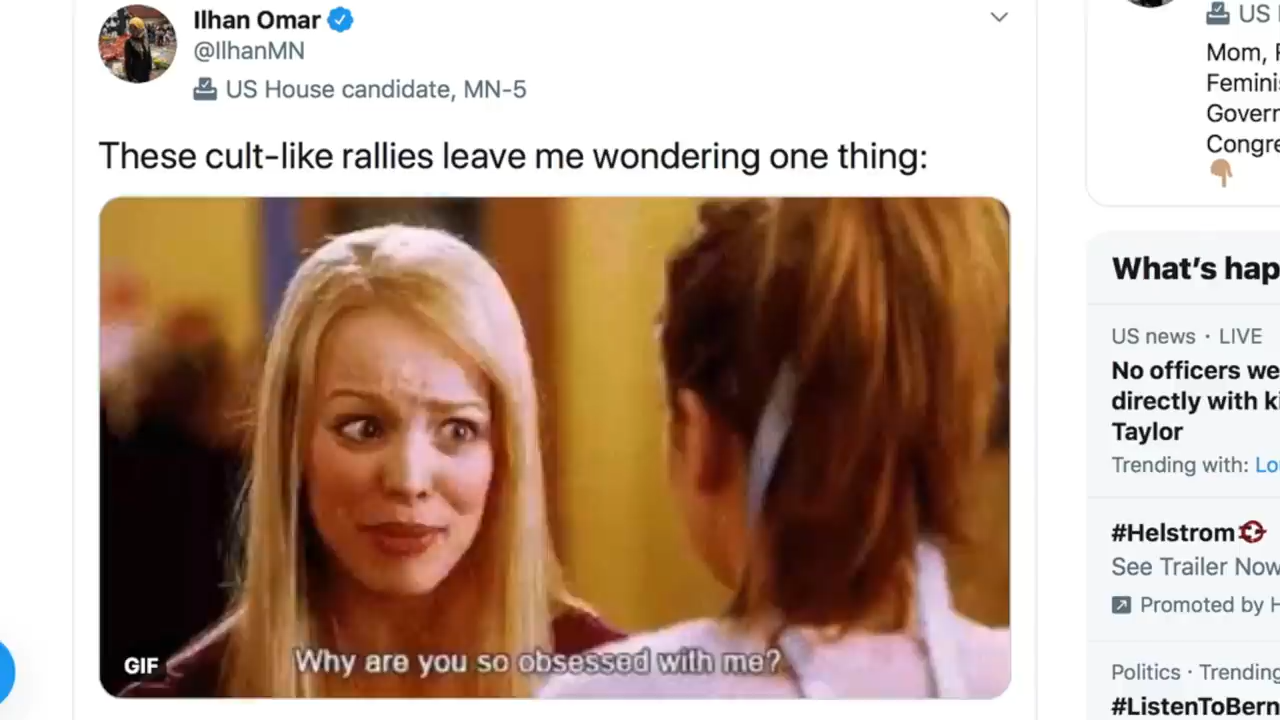 Ilhan Omar
@IlhanMN
US House candidate, MN-5
These cult-like rallies leave me wondering one thing:
GIF
Why are you so obsessed with me?
US
Mom,
Govern
Congre
What's hap
US news · LIVE
No officers we
directly with ki
Taylor
Trending with: Lo
#Helstrom
See Trailer Now
Promoted by H
Politics · Trending
#ListenToBern